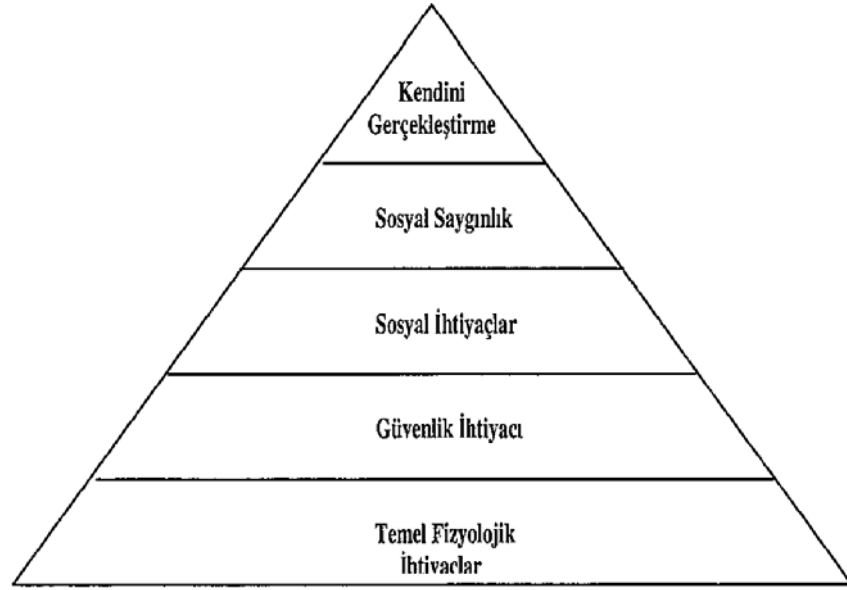 Kendini
Gerçekleştirme
Sosyal Saygınlık
Sosyal İhtiyaçlar
Güvenlik İhtiyacı
Temel Fizyolojik
İhtiyaçlar